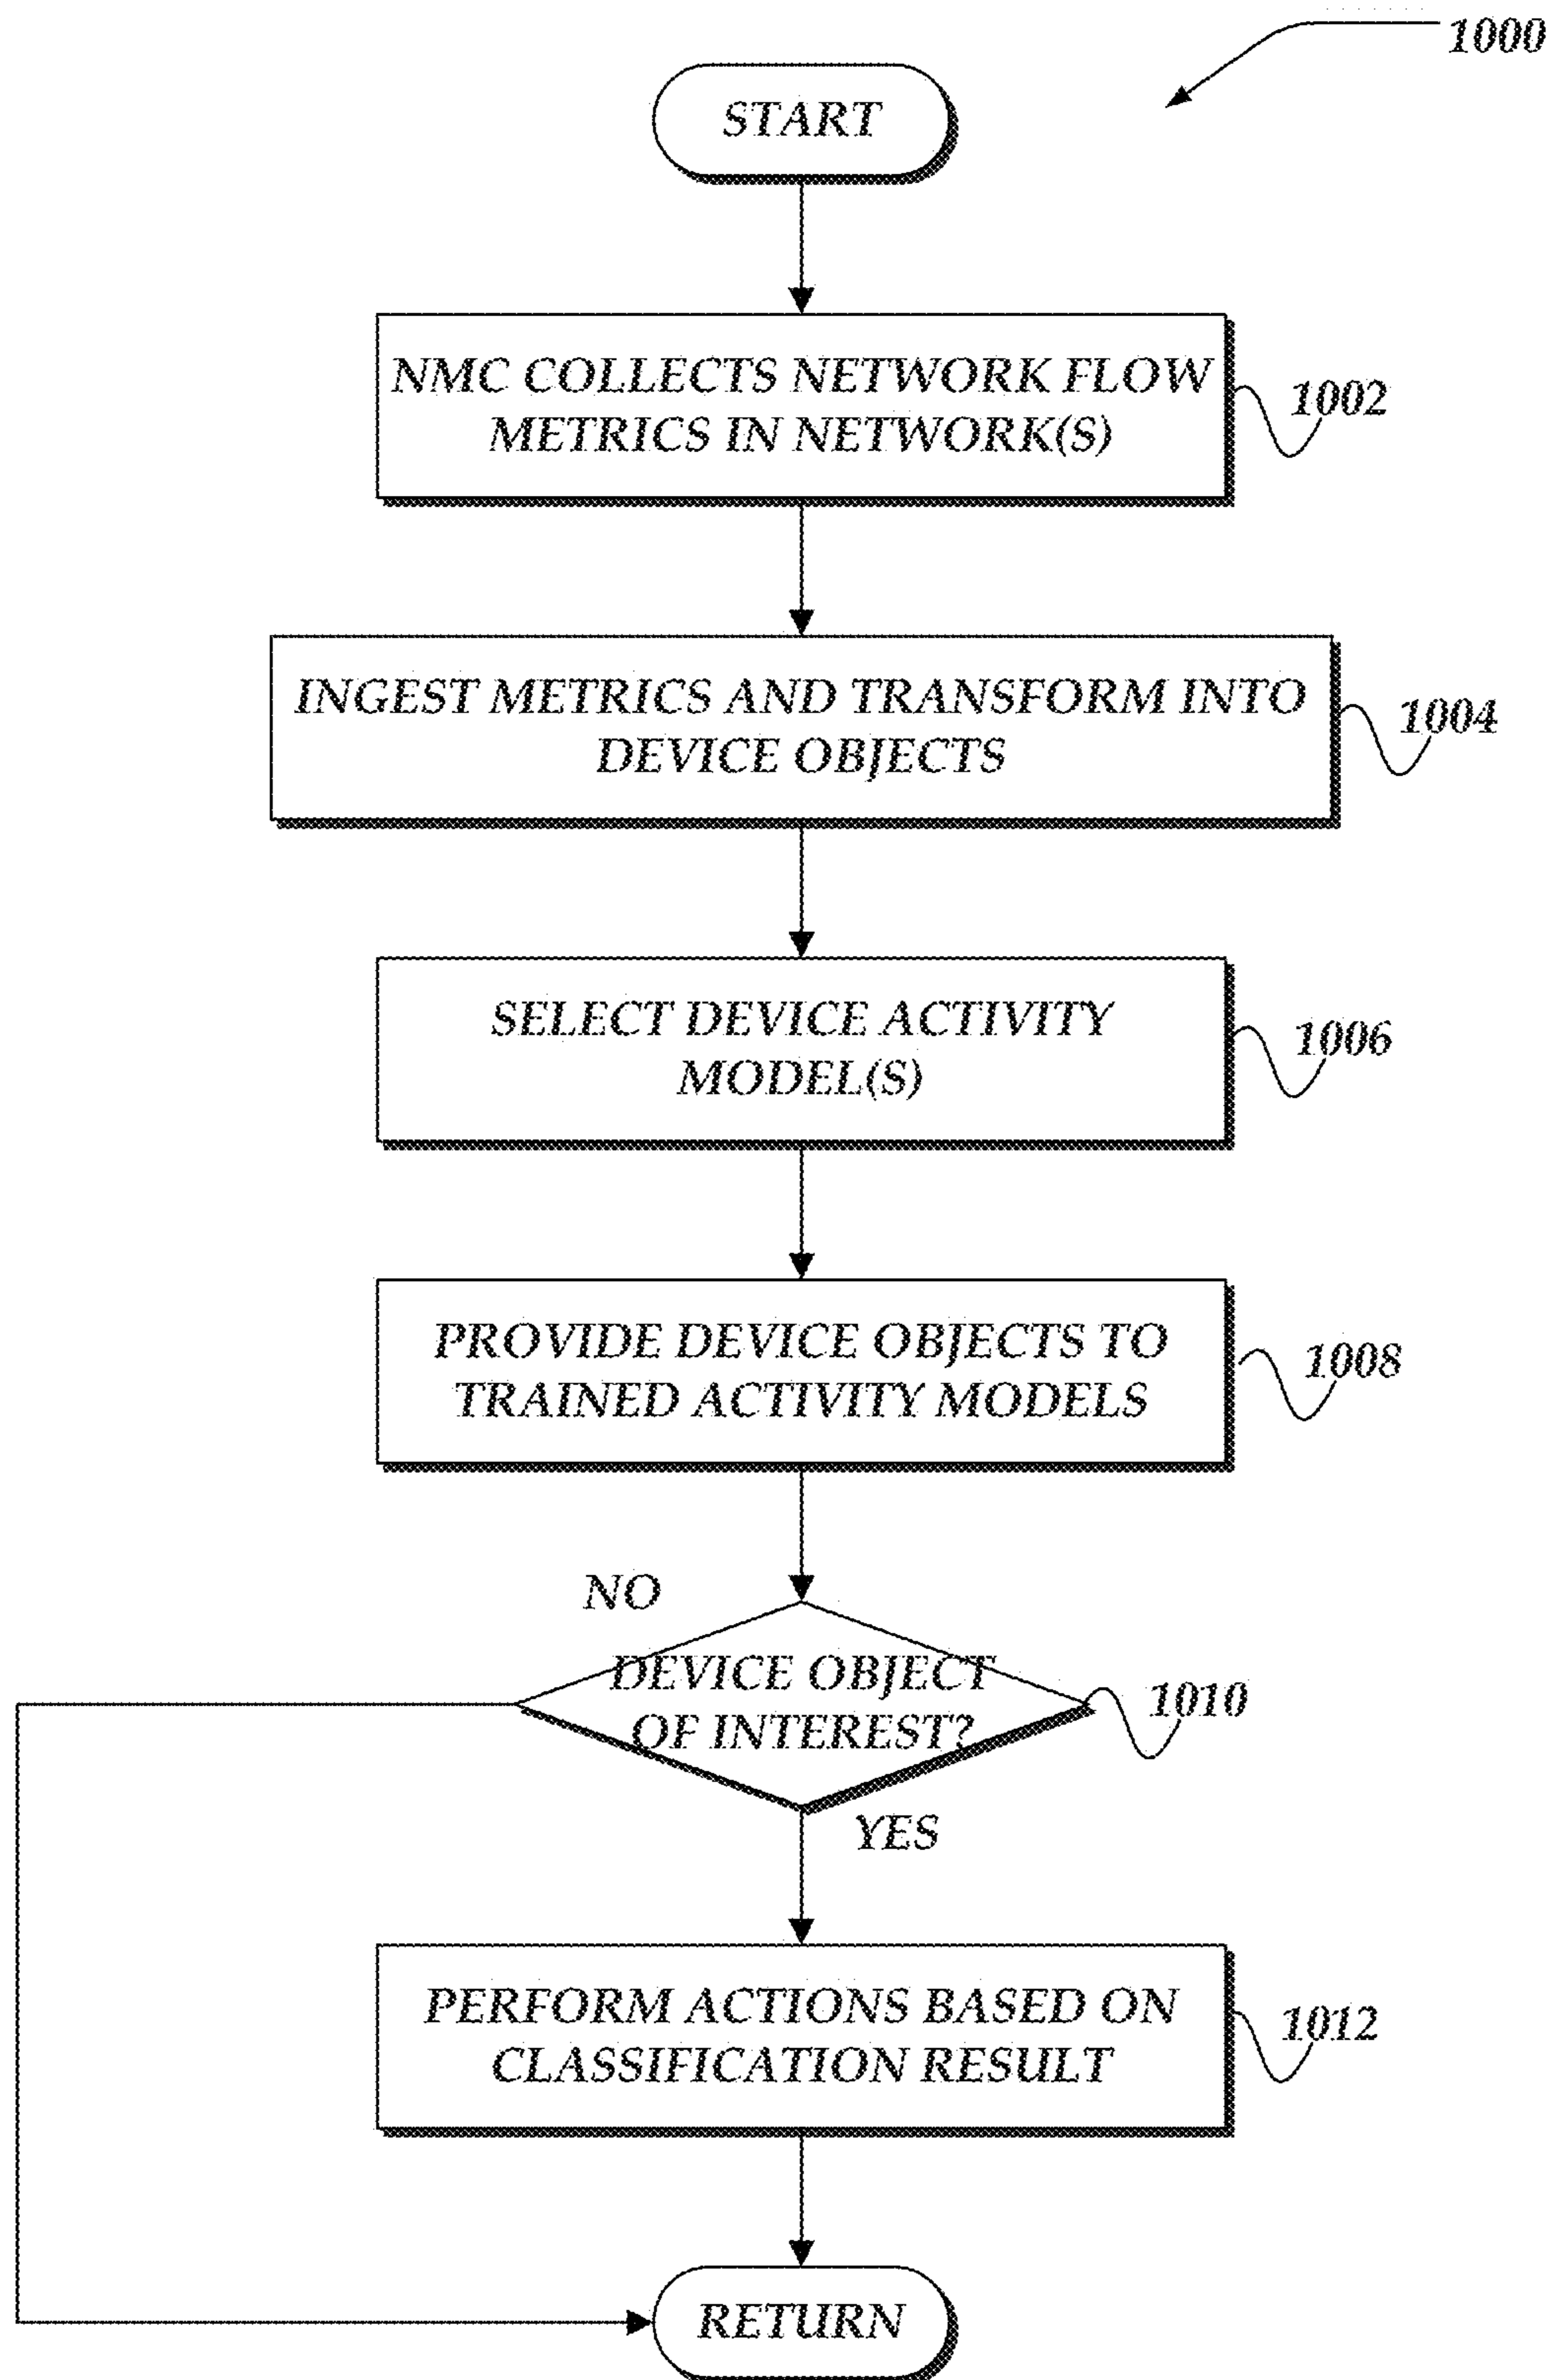 1000
START
NMC COLLECTS NETWORK FLOW
METRICS IN NETWORK(S)
1002
INGEST METRICS AND TRANSFORM INTO
DEVICE OBJECTS
1004
SELECT DEVICE ACTIVITY
MODEL(S)
1006
PROVIDE DEVICE OBJECTS TO
TRAINED ACTIVITY MODELS
1008
NO
DEVICE OBJECT
OF INTEREST?
1010
YES
PERFORM ACTIONS BASED ON
CLASSIFICATION RESULT
1012
RETURN